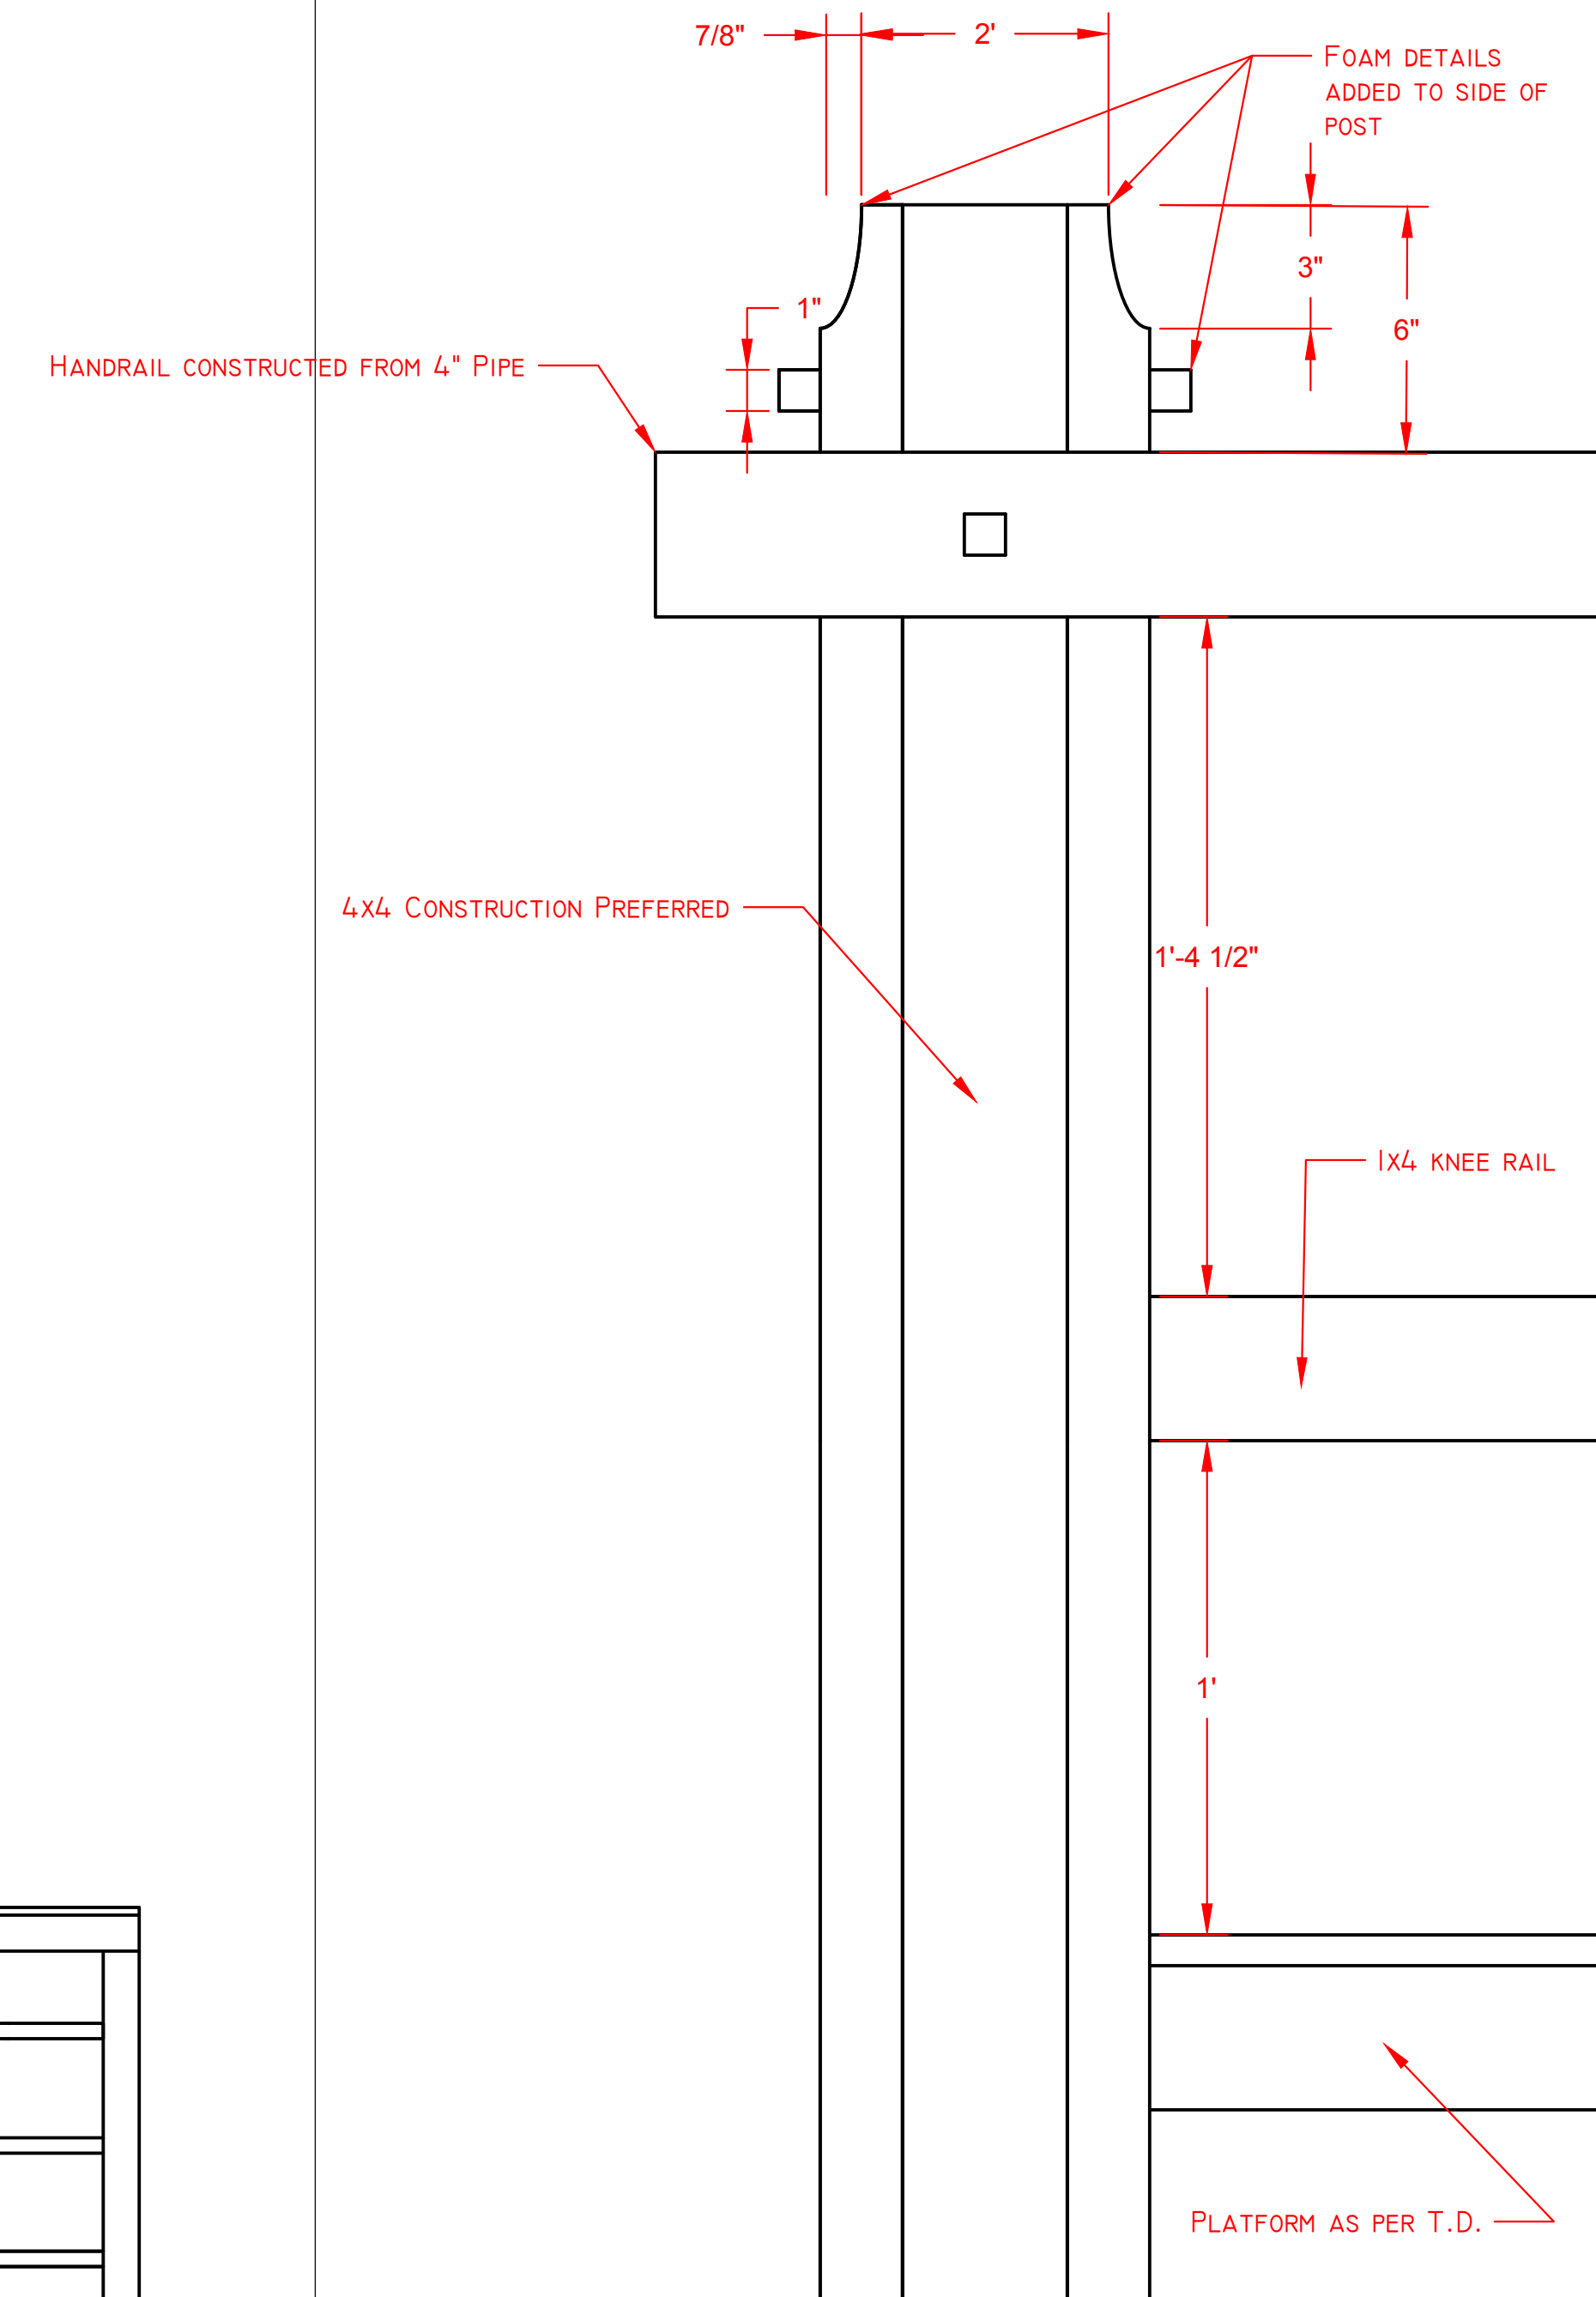 7/8"
2'
Foam details
added to side of
post
3"
6"
1"
Handrail constructed from 4" Pipe
4x4 Construction Preferred
1'-4 1/2"
1x4 knee rail
1'
Platform as per T.D.